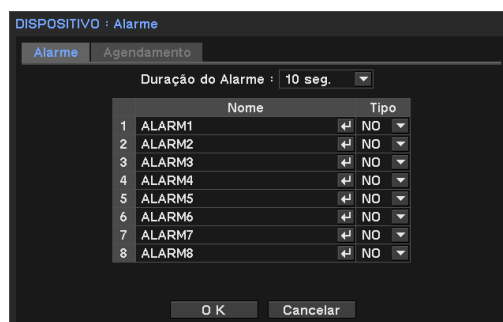 DISPOSITIVO : Alarme
Alarme Agendamento
Duração do Alarme : 10 seg.
Nome Tipo
1 ALARM1 NO
2 ALARM2 NO
3 ALARM3 NO
4 ALARM4 NO
5 ALARM5 NO
6 ALARM6 NO
7 ALARM7 NO
8 ALARM8 NO
O K Cancelar